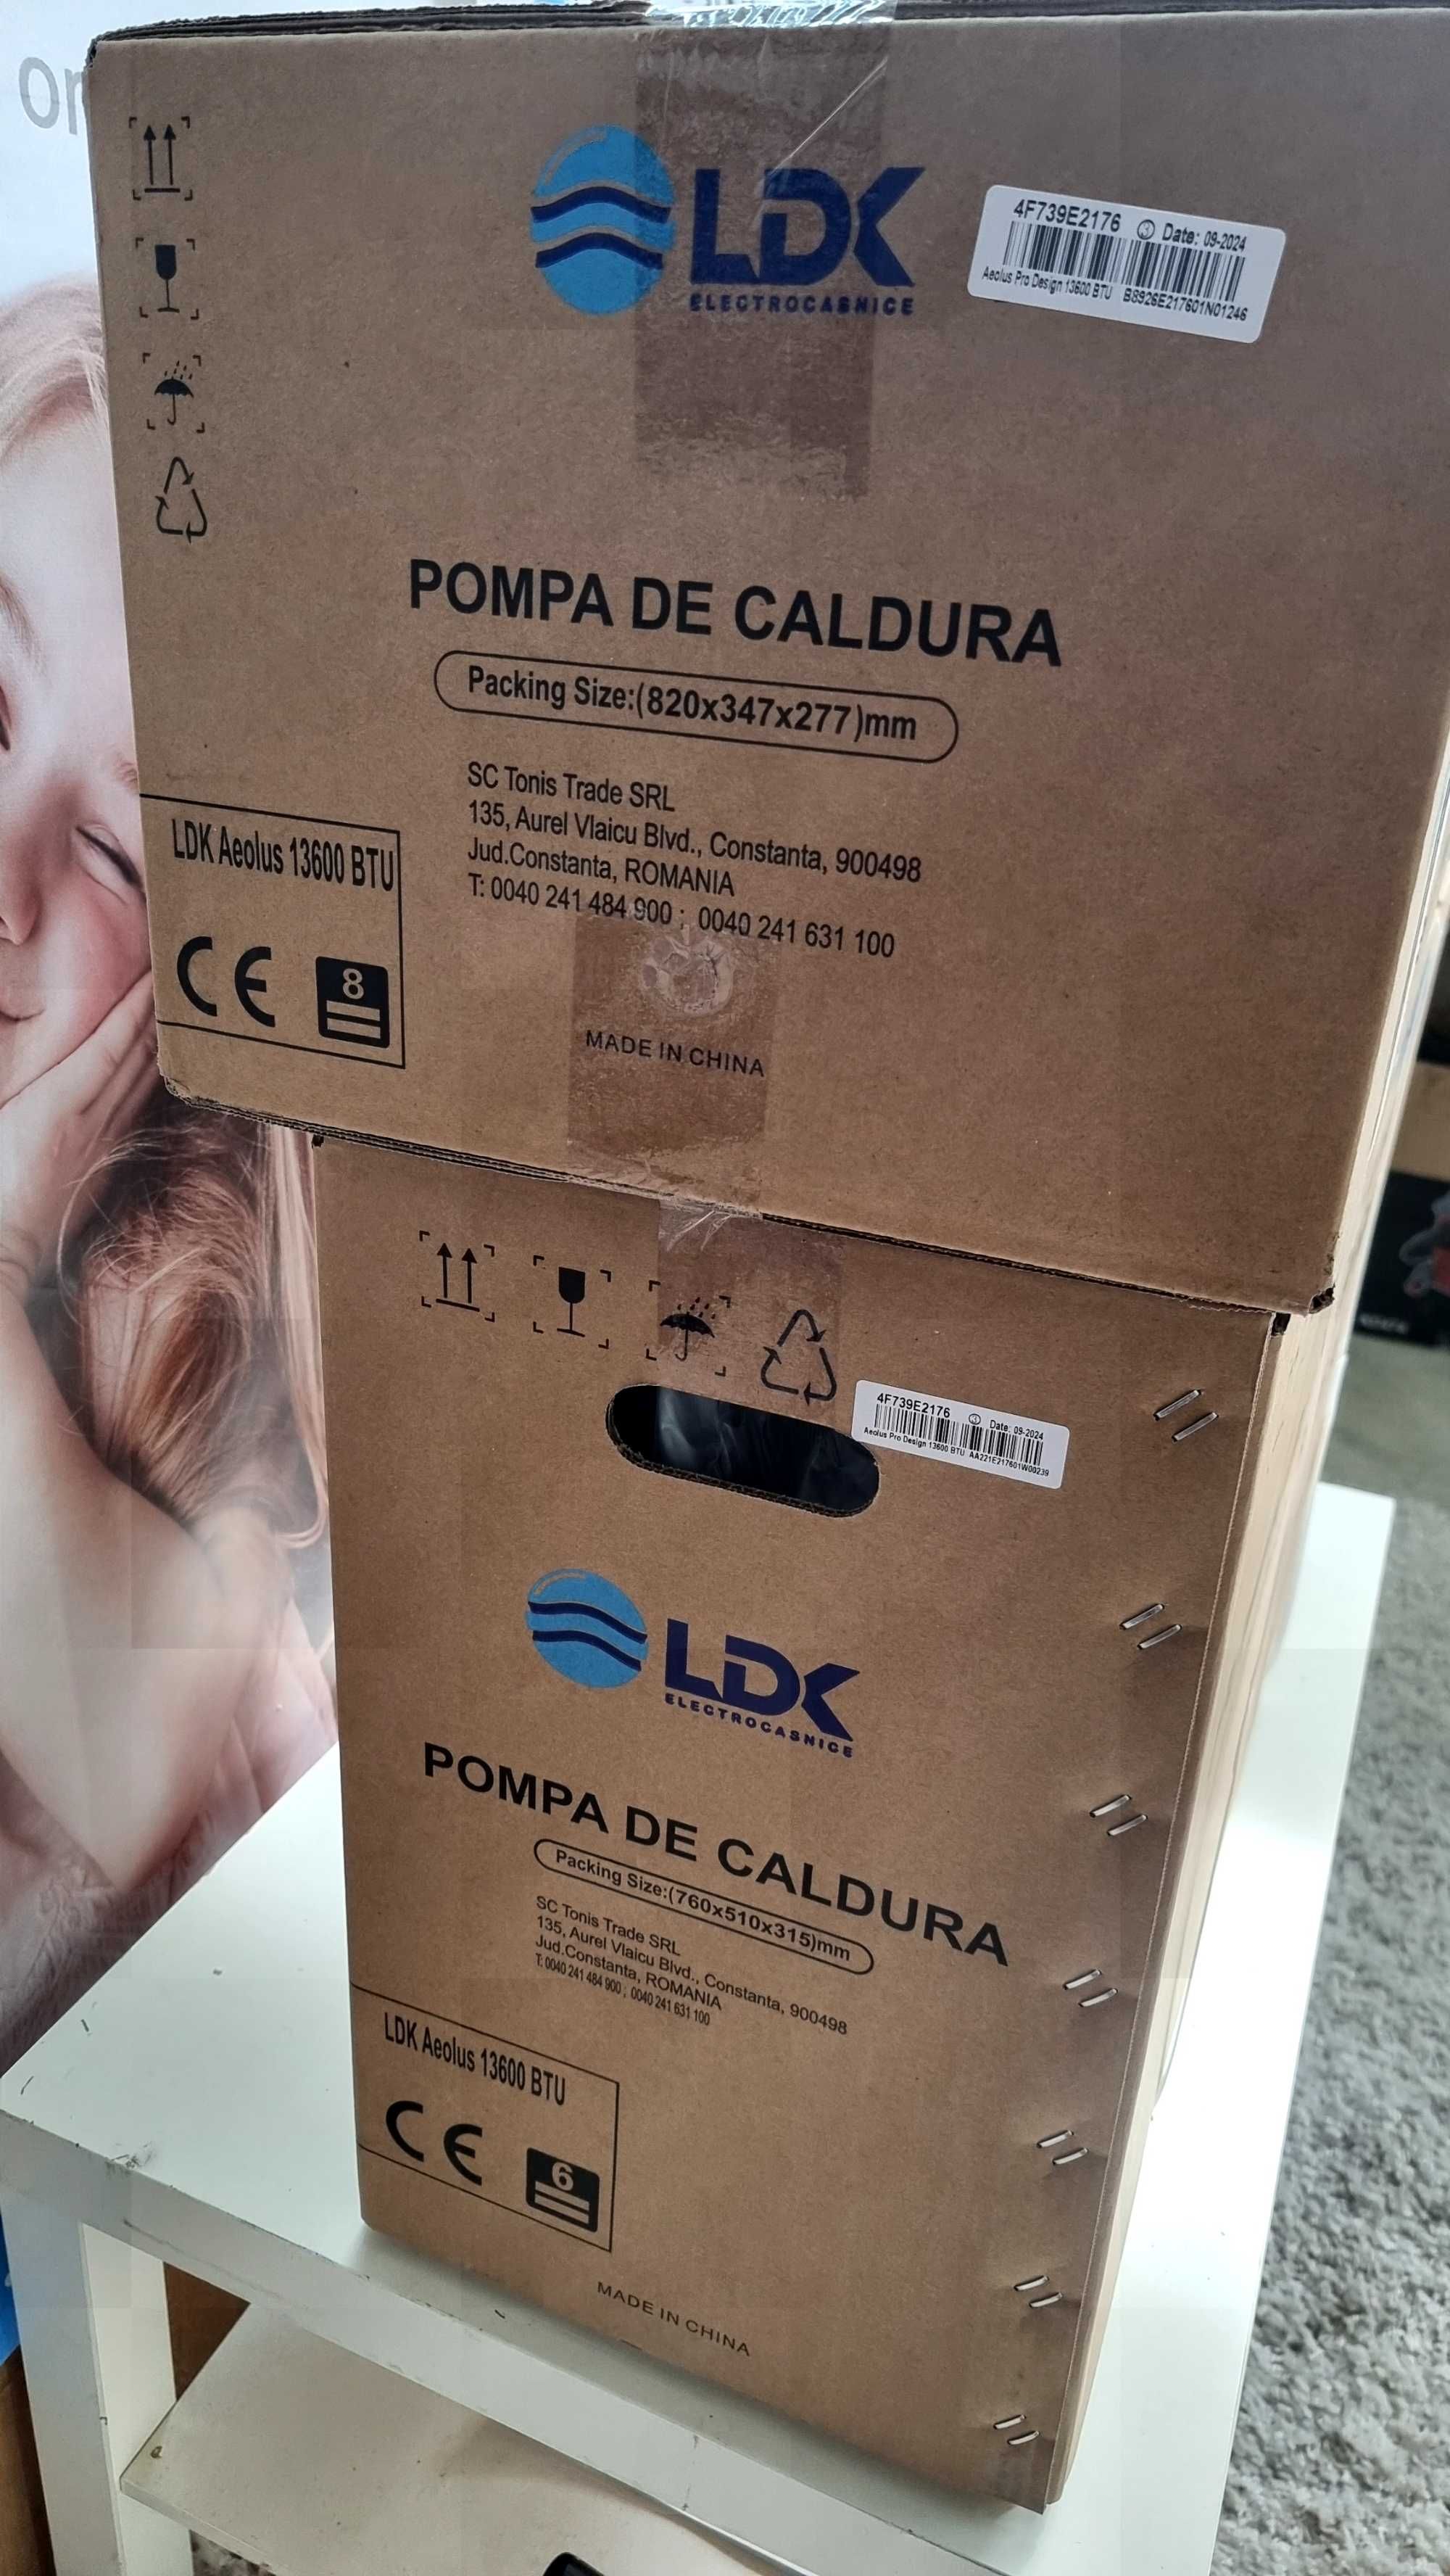 or
LDK
ELECTROCASNICE
4F739E2176 ③ Date: 09-2024
Aeolus Pro Design 13600 BTU B8926E217601N01246
POMPA DE CALDURA
Packing Size:(820x347x277)mm
SC Tonis Trade SRL
135, Aurel Vlaicu Blvd., Constanta, 900498
Jud.Constanta, ROMANIA
T: 0040 241 484 900 ; 0040 241 631 100
LDK Aeolus 13600 BTU
CE 8
MADE IN CHINA
4F739E2176 ③ Date: 09-2024
Aeolus Pro Design 13600 BTU AA221E217601W00239
LDK
ELECTROCASNICE
POMPA DE CALDURA
Packing Size:(760x510x315)mm
SC Tonis Trade SRL
135, Aurel Vlaicu Blvd., Constanta, 900498
Jud.Constanta, ROMANIA
T: 0040 241 484 900 ; 0040 241 631 100
LDK Aeolus 13600 BTU
CE 6
MADE IN CHINA